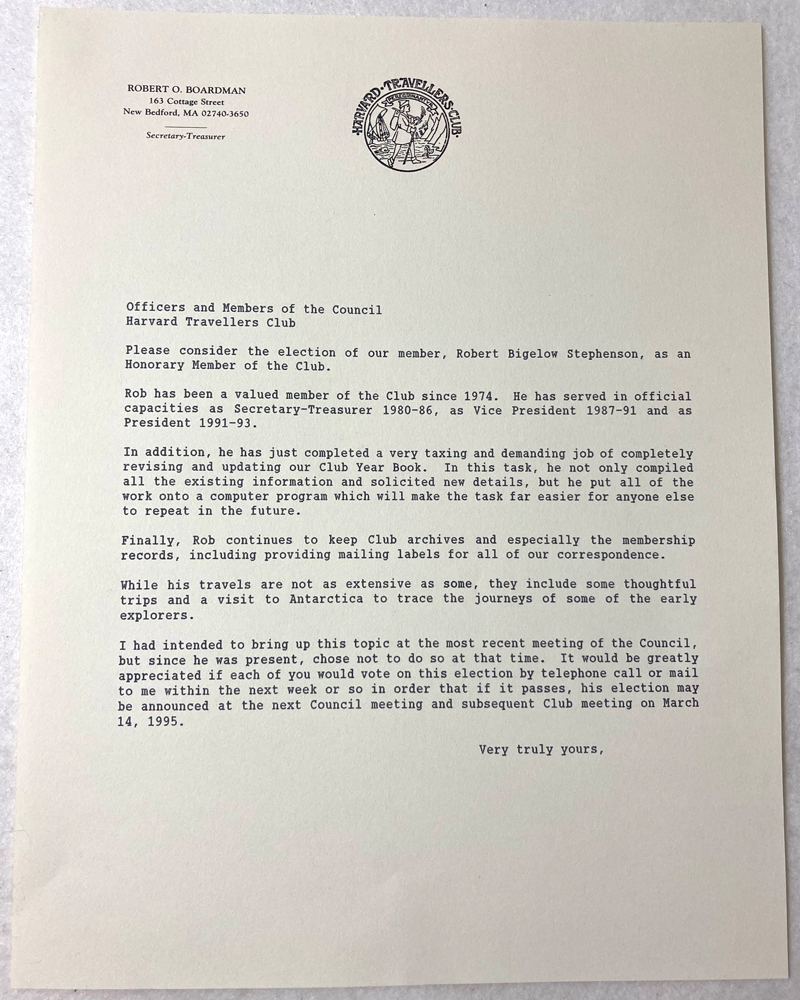 ROBERT O. BOARDMAN
163 Cottage Street
New Bedford, MA 02740-3650
Secretary-Treasurer
·HARVARD·TRAVELLERS·CLUB·
Officers and Members of the Council
Harvard Travellers Club
Please consider the election of our member, Robert Bigelow Stephenson, as an
Honorary Member of the Club.
Rob has been a valued member of the Club since 1974. He has served in official
capacities as Secretary-Treasurer 1980-86, as Vice President 1987-91 and as
President 1991-93.
In addition, he has just completed a very taxing and demanding job of completely
revising and updating our Club Year Book. In this task, he not only compiled
all the existing information and solicited new details, but he put all of the
work onto a computer program which will make the task far easier for anyone else
to repeat in the future.
Finally, Rob continues to keep Club archives and especially the membership
records, including providing mailing labels for all of our correspondence.
While his travels are not as extensive as some, they include some thoughtful
trips and a visit to Antarctica to trace the journeys of some of the early
explorers.
I had intended to bring up this topic at the most recent meeting of the Council,
but since he was present, chose not to do so at that time. It would be greatly
appreciated if each of you would vote on this election by telephone call or mail
to me within the next week or so in order that if it passes, his election may
be announced at the next Council meeting and subsequent Club meeting on March
14, 1995.
Very truly yours,